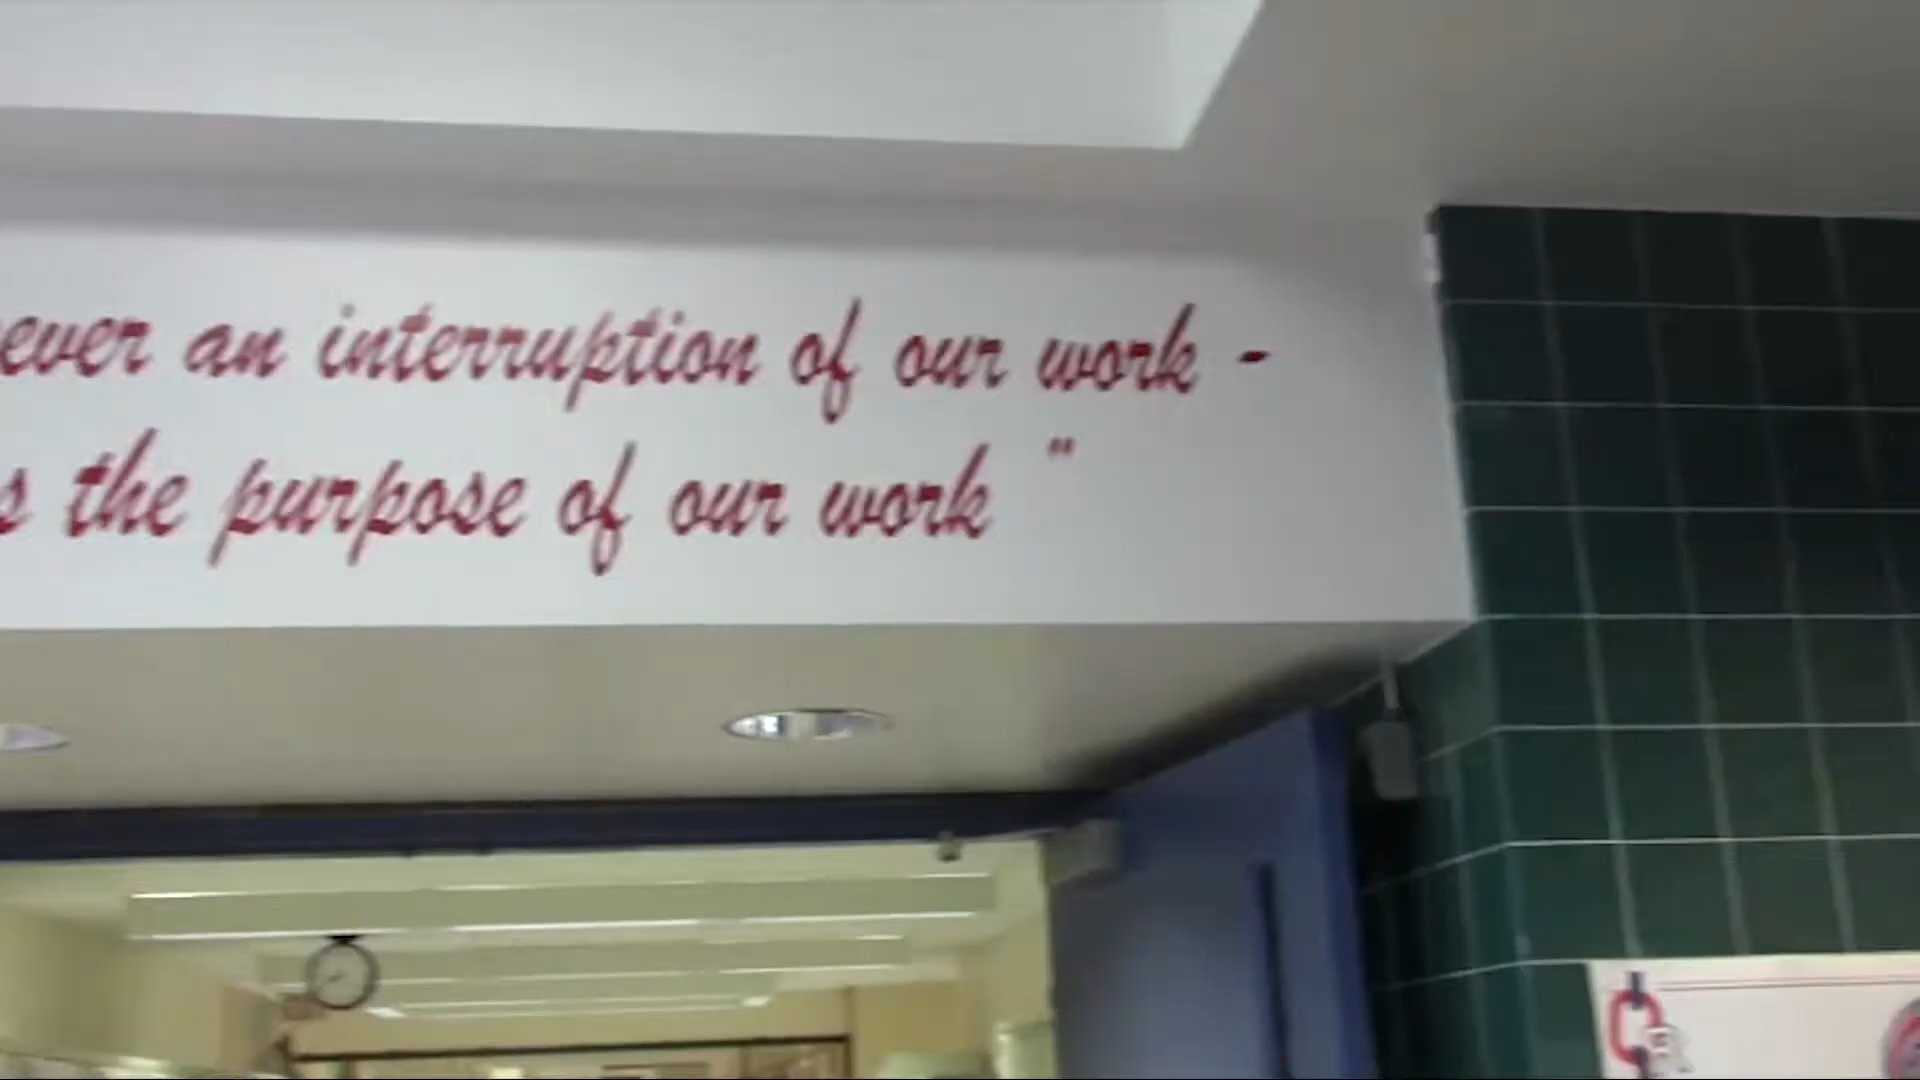 ever an interruption of our work -
s the purpose of our work "